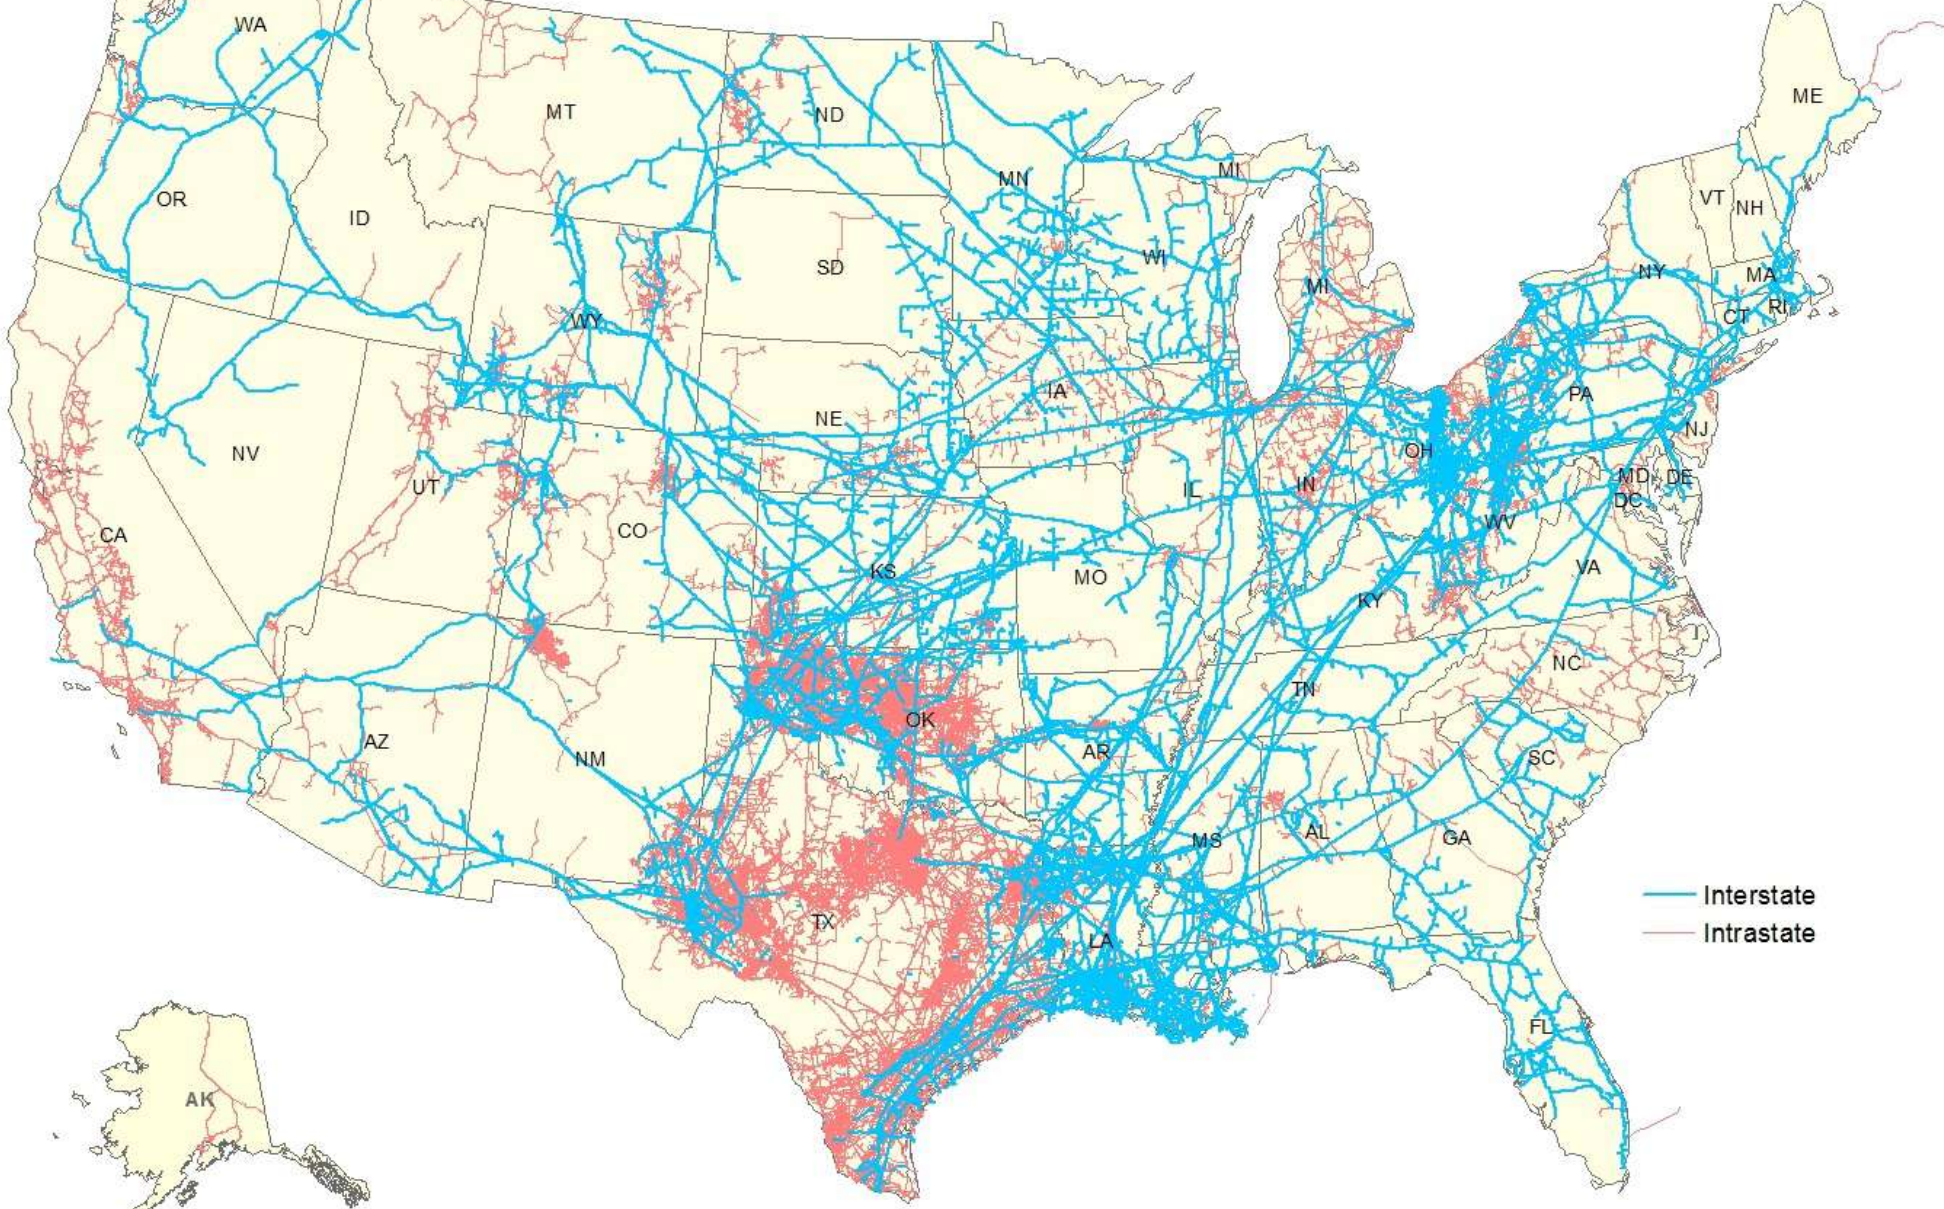 WA
ME
MT
ND
MI
MN
OR
VT
NH
ID
WI
SD
NY
MA
MI
RI
CT
WY
IA
PA
NE
NJ
NV
OH
MD
DE
UT
IL
IN
DC
WV
CO
CA
VA
KS
MO
KY
NC
TN
OK
AZ
AR
SC
NM
MS
AL
GA
Interstate
TX
Intrastate
LA
FL
AK